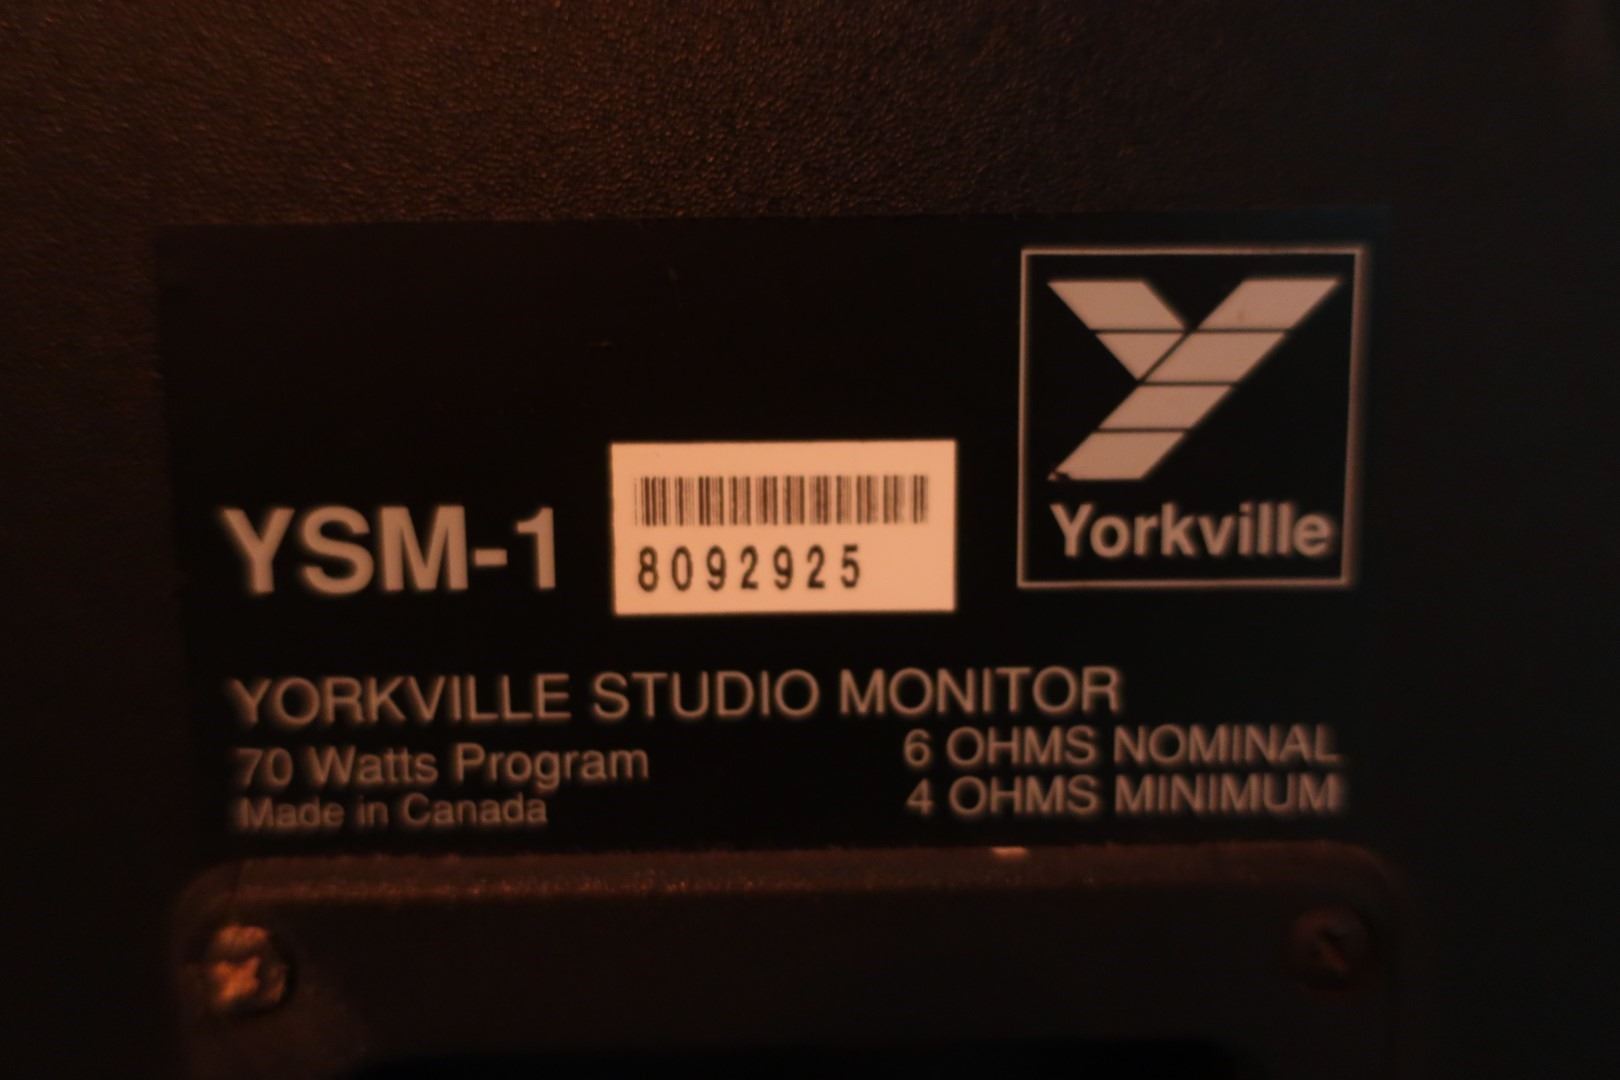 Yorkville
YSM-1
8092925
YORKVILLE STUDIO MONITOR
70 Watts Program
6 OHMS NOMINAL
Made in Canada
4 OHMS MINIMUM